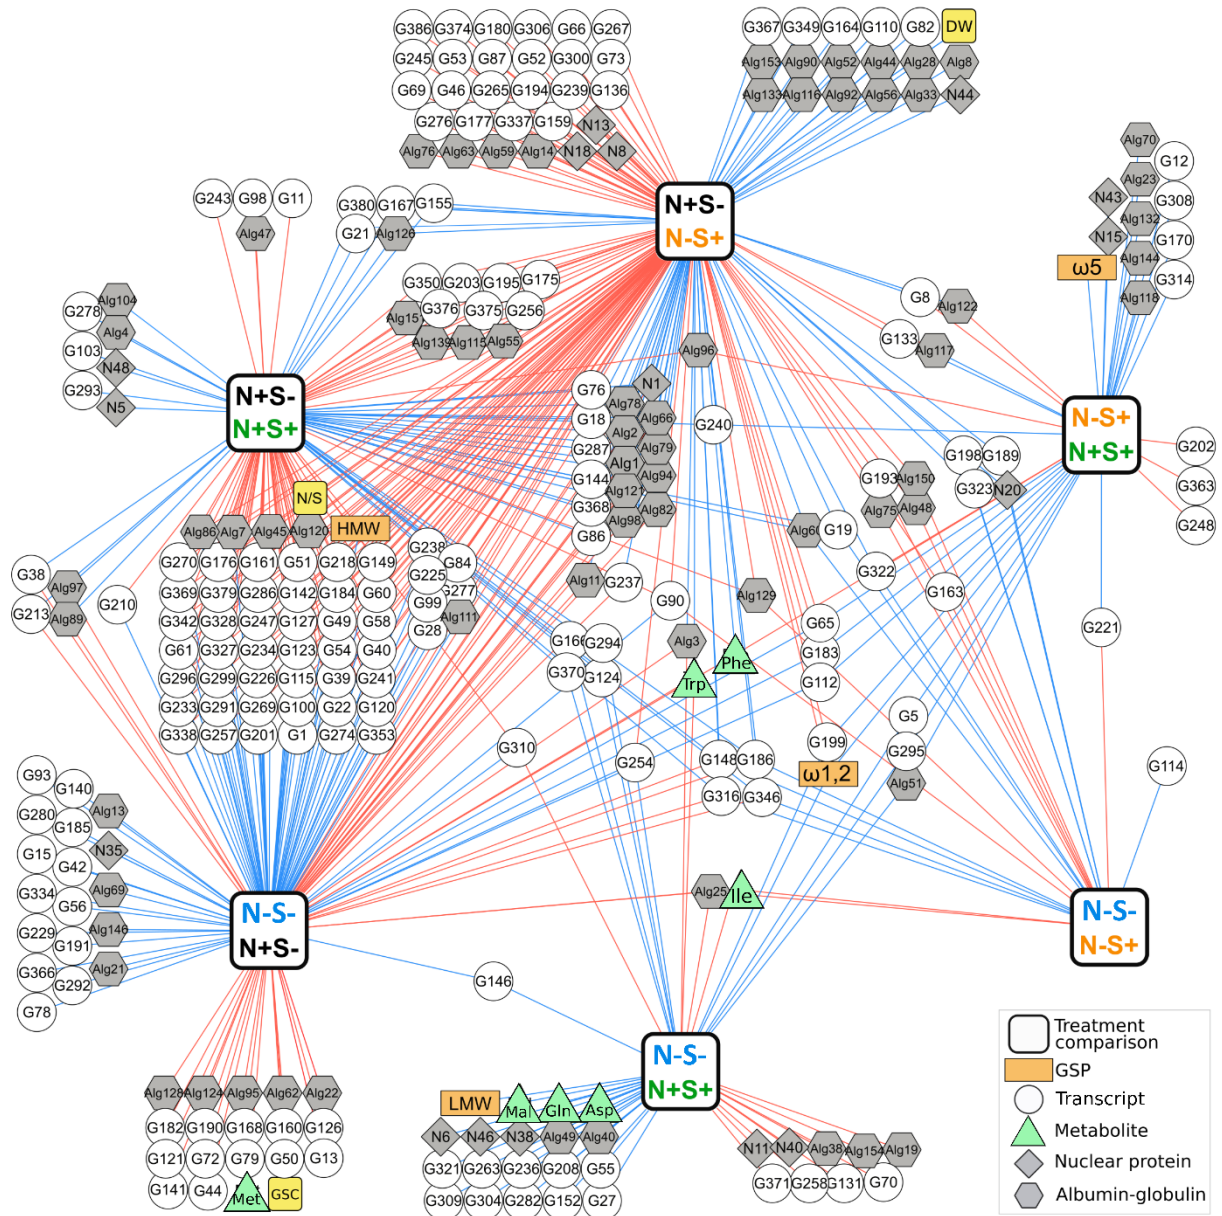 G386 G374 G180 G306 G66 G267
G245 G53 G87 G52 G300 G73
G69 G46 G265 G194 G239 G136
G276 G177 G337 G159 N13
Alg76 Alg63 Alg59 Alg14 N18 N8
G367 G349 G164 G110 G82 DW
Alg153 Alg90 Alg52 Alg44 Alg28 Alg8
Alg133 Alg116 Alg92 Alg56 Alg33 N44
Alg70
G12
Alg23
N43
G308
Alg132
N15
G170
Alg144
ω5
G314
Alg118
G243 G98 G11
Alg47
G380 G167 G155
G21 Alg126
N+S-
N-S+
G350 G203 G195 G175
G376 G375 G256
Alg15
Alg139 Alg115 Alg55
G8 Alg122
G133 Alg117
Alg104
G278
Alg4
G103
N48
G293
N5
N+S-
N+S+
Alg96
G76 N1
Alg78
G18 Alg66
Alg2
G287 Alg79
Alg1
G144 Alg94
Alg121
G368 Alg82
Alg98
G86
G240
N-S+
N+S+
G202
G363
G248
G198 G189
G323 N20
G193 Alg150
Alg75 Alg48
N/S
Alg86 Alg7 Alg45 Alg120 HMW
G270 G176 G161 G51 G218 G149
G369 G379 G286 G142 G184 G60
G342 G328 G247 G127 G49 G58
G61 G327 G234 G123 G54 G40
G296 G299 G226 G115 G39 G241
G233 G291 G269 G100 G22 G120
G338 G257 G201 G1 G274 G353
G238
G84
G225
G277
G99
Alg111
G28
G38
Alg97
G213
Alg89
G210
Alg60 G19
G322
G163
Alg11 G237
G90
Alg129
G65
G183
G112
G221
G166 G294
G370 G124
Alg3
Phe
Trp
G5
G295
Alg51
G199
ω1,2
G310
G254
G148 G186
G316 G346
G114
G93
G140
G280
Alg13
G185
G15
N35
G42
G334
Alg69
G56
G229
Alg146
G191
G366
Alg21
G292
G78
N-S-
N+S-
Alg25 Ile
N-S-
N-S+
G146
N-S-
N+S+
Alg128 Alg124 Alg95 Alg62 Alg22
G182 G190 G168 G160 G126
G121 G72 G79 G50 G13
G141 G44 Met GSC
LMW Mal Gln Asp
N6 N46 N38 Alg49 Alg40
G321 G263 G236 G208 G55
G309 G304 G282 G152 G27
N11 N40 Alg38 Alg154 Alg19
G371 G258 G131 G70
Treatment
comparison
GSP
Transcript
Metabolite
Nuclear protein
Albumin-globulin